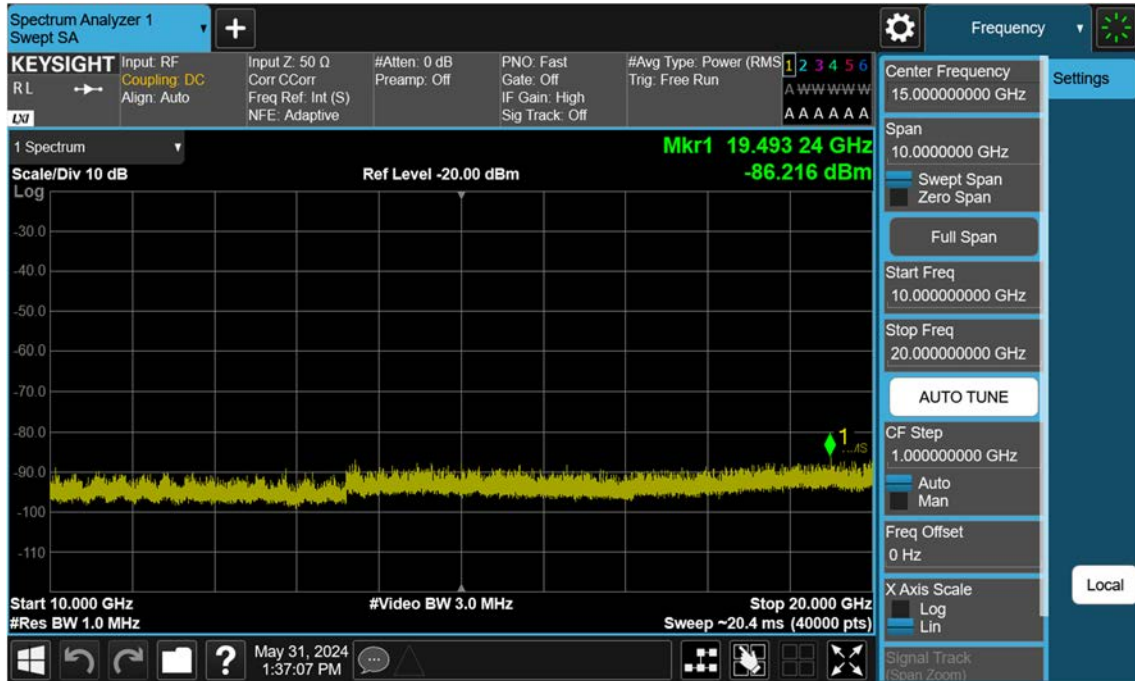 Spectrum Analyzer 1
Swept SA
Frequency
KEYSIGHT
R L
LXI
Input: RF
Coupling: DC
Align: Auto
Input Z: 50 Ω
Corr CCorr
Freq Ref: Int (S)
NFE: Adaptive
#Atten: 0 dB
Preamp: Off
PNO: Fast
Gate: Off
IF Gain: High
Sig Track: Off
#Avg Type: Power (RMS
Trig: Free Run
1 2 3 4 5 6
A W W W W W
A A A A A A
1 Spectrum
Mkr1 19.493 24 GHz
-86.216 dBm
Scale/Div 10 dB
Ref Level -20.00 dBm
Log
-30.0
-40.0
-50.0
-60.0
-70.0
-80.0
-90.0
-100
-110
1
Start 10.000 GHz
#Video BW 3.0 MHz
Stop 20.000 GHz
#Res BW 1.0 MHz
Sweep ~20.4 ms (40000 pts)
May 31, 2024
1:37:07 PM
?
Center Frequency
15.000000000 GHz
Span
10.0000000 GHz
Swept Span
Zero Span
Full Span
Start Freq
10.000000000 GHz
Stop Freq
20.000000000 GHz
AUTO TUNE
CF Step
1.000000000 GHz
Auto
Man
Freq Offset
0 Hz
X Axis Scale
Log
Lin
Signal Track
(Span Zoom)
Settings
Local